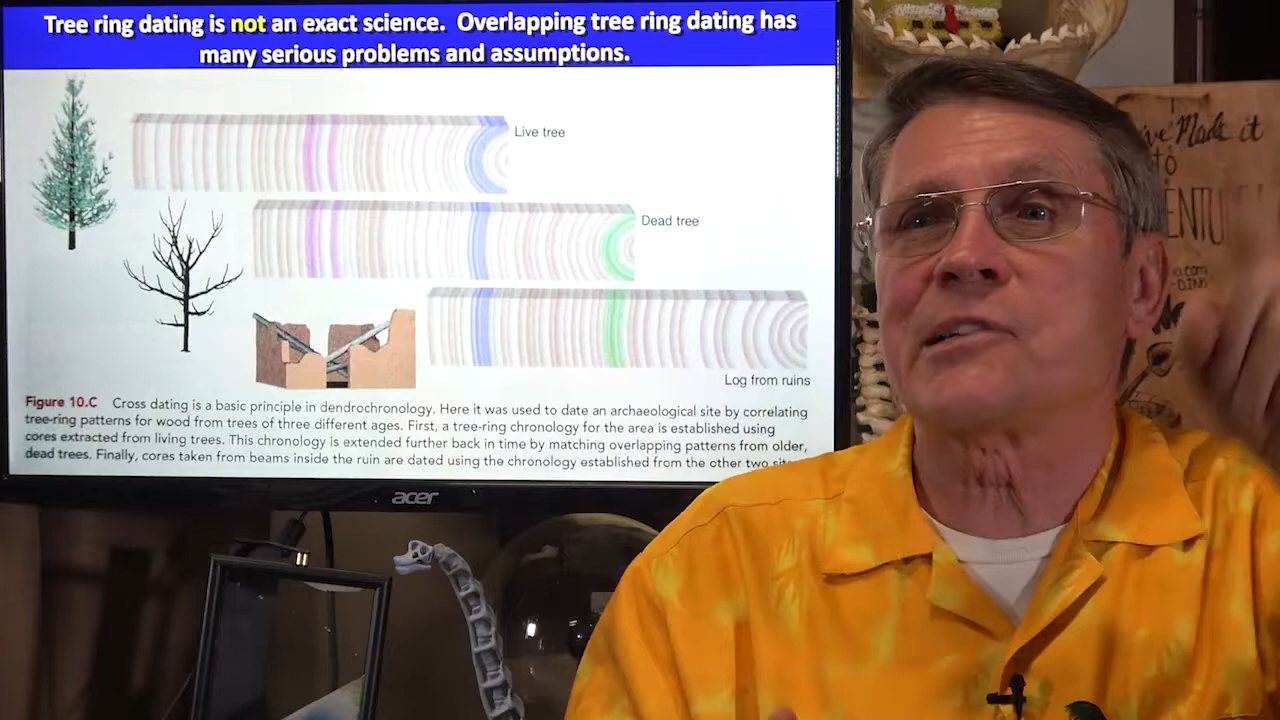 Tree ring dating is not an exact science. Overlapping tree ring dating has
many serious problems and assumptions.
Live tree
Dead tree
Log from ruins
Figure 10.C Cross dating is a basic principle in dendrochronology. Here it was used to date an archaeological site by correlating
tree-ring patterns for wood from trees of three different ages. First, a tree-ring chronology for the area is established using
cores extracted from living trees. This chronology is extended further back in time by matching overlapping patterns from older,
dead trees. Finally, cores taken from beams inside the ruin are dated using the chronology established from the other two
acer
Made it
to